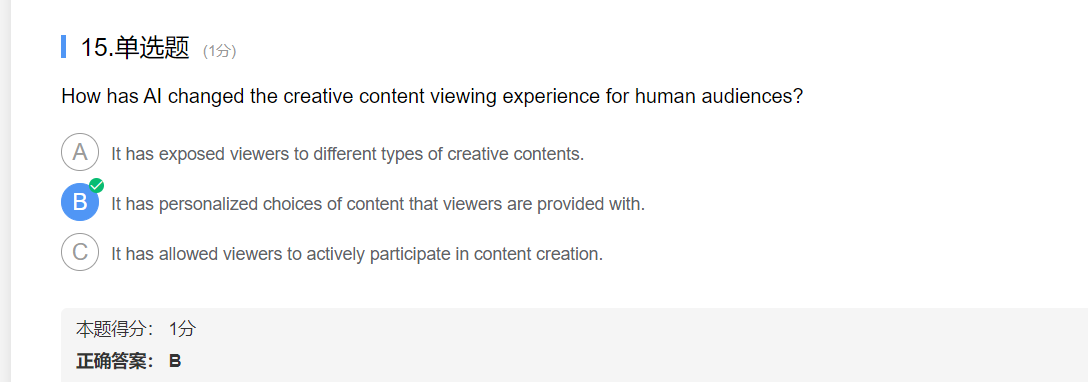 15.单选题 (1分)
How has AI changed the creative content viewing experience for human audiences?
A It has exposed viewers to different types of creative contents.
B It has personalized choices of content that viewers are provided with.
C It has allowed viewers to actively participate in content creation.
本题得分： 1分
正确答案： B